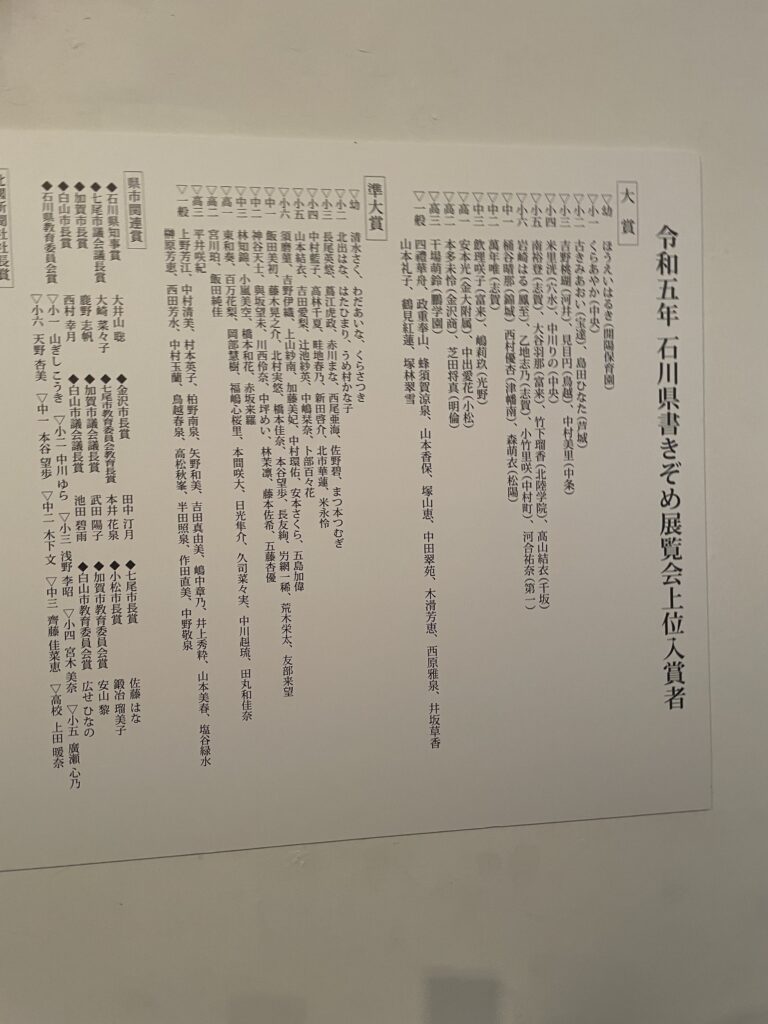 令和五年 石川県書きぞめ展覧会上位入賞者
大賞
▽幼 ほうえいはるき(開陽保育園)
▽小一 くらあやか(中央)
▽小二 古きみあおい(宝達)、島田ひなた(芦城)
▽小三 吉野桃瑚(河井)、見目円(鳥越)、中村美里(中条)
▽小四 米里洸(穴水)、中川りの(中央)
▽小五 南裕登(志賀)、大谷羽那(富来)、竹下瑠香(北陸学院)、高山結衣(千坂)
▽小六 岩崎はる(鳳至)、乙地志乃(志賀)、小竹里咲(中村町)、河合祐奈(第一)
▽中一 桶谷晴那(錦城)、西村優杏(津幡南)、森萌衣(松陽)
▽中二 萬年唯(志賀)
▽中三 飲理咲子(富来)、嶋莉玖(光野)
▽高一 安本光(金大附属)、中出愛花(小松)
▽高二 本多未怜(金沢商)、芝田将真(明倫)
▽高三 干場萌鈴(鵬学園)
▽一般 四禮華舟、政重奉山、蜂須賀涼泉、山本香保、塚山恵、中田翠苑、木滑芳恵、西原雅泉、井坂草香
山本礼子、鶴見紅蓮、塚林翠雪
準大賞
▽幼 清水さく、わだあいな、くらさつき
▽小二 北出はな、はたひまり、うめ村かな子
▽小三 長尾英悠、蔦江虎政、赤川まな、西尾亜海、佐野碧、まつ本つむぎ
▽小四 中村藍子、高林千夏、畦地春乃、新田啓介、北市華蓮、米永怜
▽小五 山本結衣、吉田愛梨、辻池紗英、中嶋栞奈、卜部百々花
▽小六 須磨篁、吉野伊織、上山紗南、加藤美妃、中村環佑、安本さくら、五島加偉
▽中一 飯田美初、藤木晃之介、北村実悠、橋本佳奈、本谷望歩、長友絢、労網一稀、荒木栄太、友部来望
▽中二 神谷天士、與坂望未、川西伶奈、中坪めい、林茉凛、藤本佐希、五藤杏優
▽中三 林知錦、小嵐美空、橋本和花、赤坂来羅
▽高一 東和奏、百万花梨、岡部慧樹、福嶋心桜里、本間咲大、日光隼介、久司菜々実、中川赳琉、田丸和佳奈
▽高二 宮川珀、飯田純佳
▽高三 平井咲紀
▽一般 上野芳江、中村清美、村本英子、柏野南泉、矢野和美、吉田真由美、嶋中章乃、井上秀粋、山本美春、塩谷緑水
榊原芳恵、西田芳水、中村玉蘭、鳥越春泉、高松秋峯、半田照泉、作田直美、中野敬泉
県市関連賞
◆石川県知事賞 大井山 聡 ◆金沢市長賞 田中 汀月 ◆七尾市長賞 佐藤 はな
◆七尾市議会議長賞 大崎 菜々子 ◆七尾市教育委員会教育長賞 本井 花泉 ◆小松市長賞 鍛冶 瑠美子
◆加賀市長賞 鹿野 志帆 ◆加賀市議会議長賞 武田 陽子 ◆加賀市教育委員会賞 安山 黎
◆白山市長賞 西村 幸月 ◆白山市議会議長賞 池田 碧雨 ◆白山市教育委員会賞 広せ ひなの
◆石川県教育委員会賞 ▽小一 山ぎし こうき ▽小二 中川 ゆら ▽小三 浅野 李昭 ▽小四 宮木 美奈 ▽小五 廣瀬 心乃
▽小六 天野 杏美 ▽中一 本谷 望歩 ▽中二 木下 文 ▽中三 齊藤 佳菜恵 ▽高校 上田 暖奈
北國新聞社社長賞